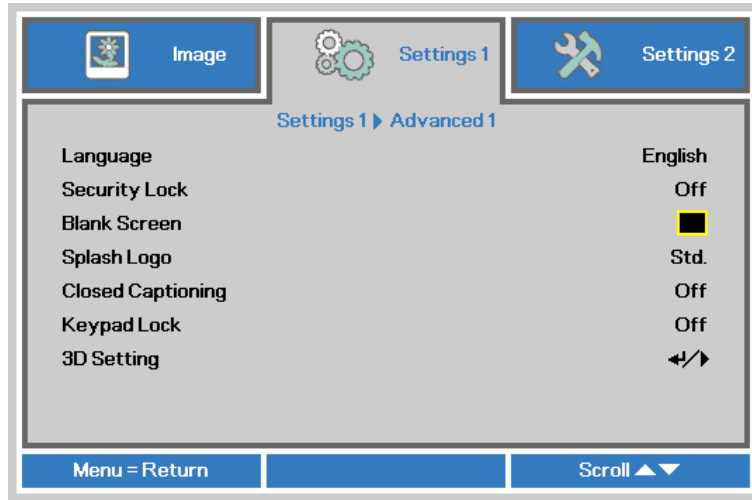 Image Settings 1 Settings 2
Settings 1 Advanced 1
Language English
Security Lock Off
Blank Screen
Splash Logo Std.
Closed Captioning Off
Keypad Lock Off
3D Setting ↵/▶
Menu = Return Scroll ▲▼